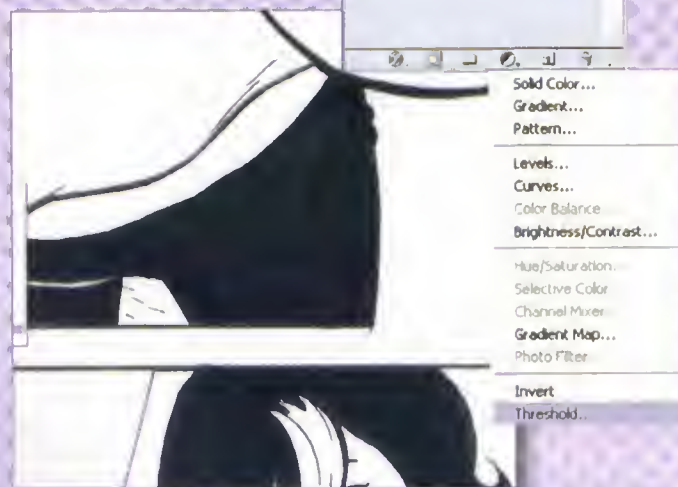 Solid Color...
Gradient...
Pattern...
Levels...
Curves...
Color Balance...
Brightness/Contrast...
Hue/Saturation...
Selective Color...
Channel Mixer...
Gradient Map...
Photo Filter...
Invert
Threshold...